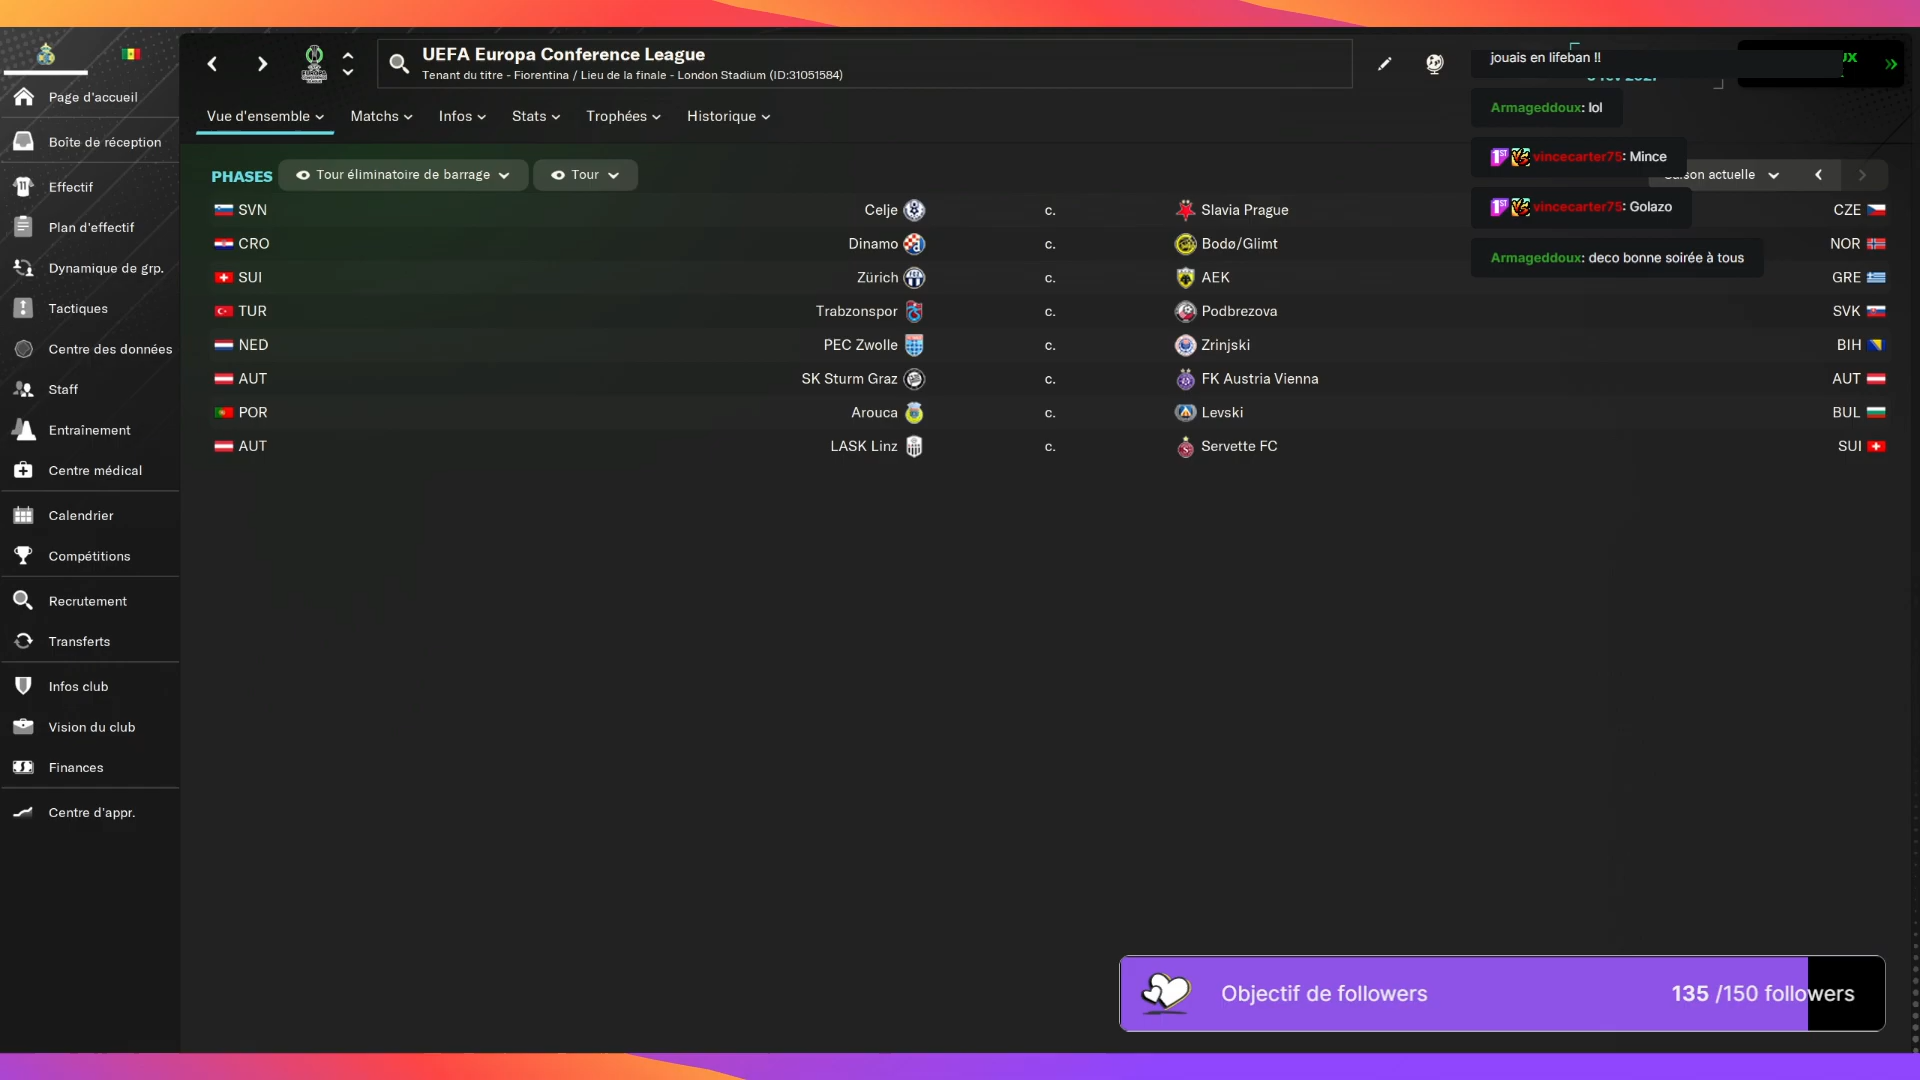 UEFA Europa Conference League
Tenant du titre - Fiorentina / Lieu de la finale - London Stadium (ID:31051584)
Vue d'ensemble
Matchs
Infos
Stats
Trophées
Historique
jouais en lifeban !!
Armageddoux: lol
vincecarter75: Mince
vincecarter75: Golazo
Armageddoux: deco bonne soirée à tous
Page d'accueil
Boîte de réception
Effectif
Plan d'effectif
Dynamique de grp.
Tactiques
Centre des données
Staff
Entraînement
Centre médical
Calendrier
Compétitions
Recrutement
Transferts
Infos club
Vision du club
Finances
Centre d'appr.
PHASES
Tour éliminatoire de barrage
Tour
Saison actuelle
SVN Celje c. Slavia Prague CZE
CRO Dinamo c. Bodø/Glimt NOR
SUI Zürich c. AEK GRE
TUR Trabzonspor c. Podbrezova SVK
NED PEC Zwolle c. Zrinjski BIH
AUT SK Sturm Graz c. FK Austria Vienna AUT
POR Arouca c. Levski BUL
AUT LASK Linz c. Servette FC SUI
Objectif de followers 135 /150 followers